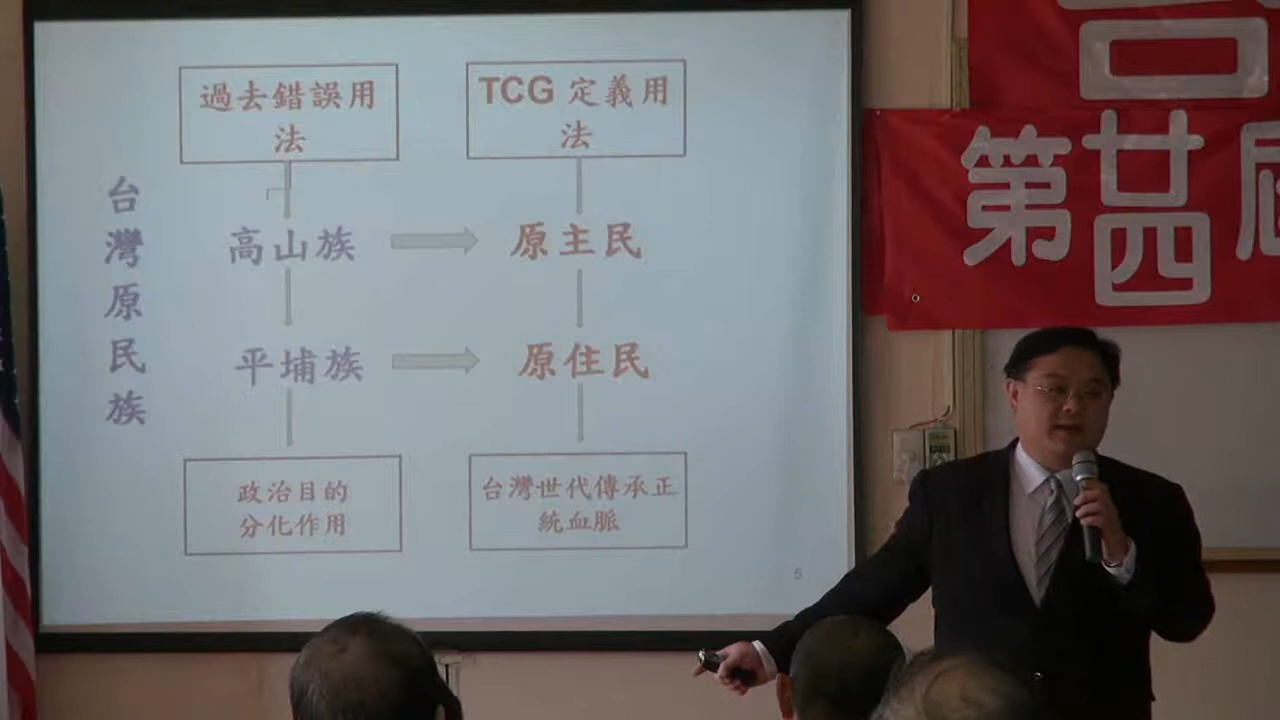 過去錯誤用
法
TCG 定義用
法
台灣原民族
高山族
原主民
平埔族
原住民
政治目的
分化作用
台灣世代傳承正
統血脈
5
第廿四屆